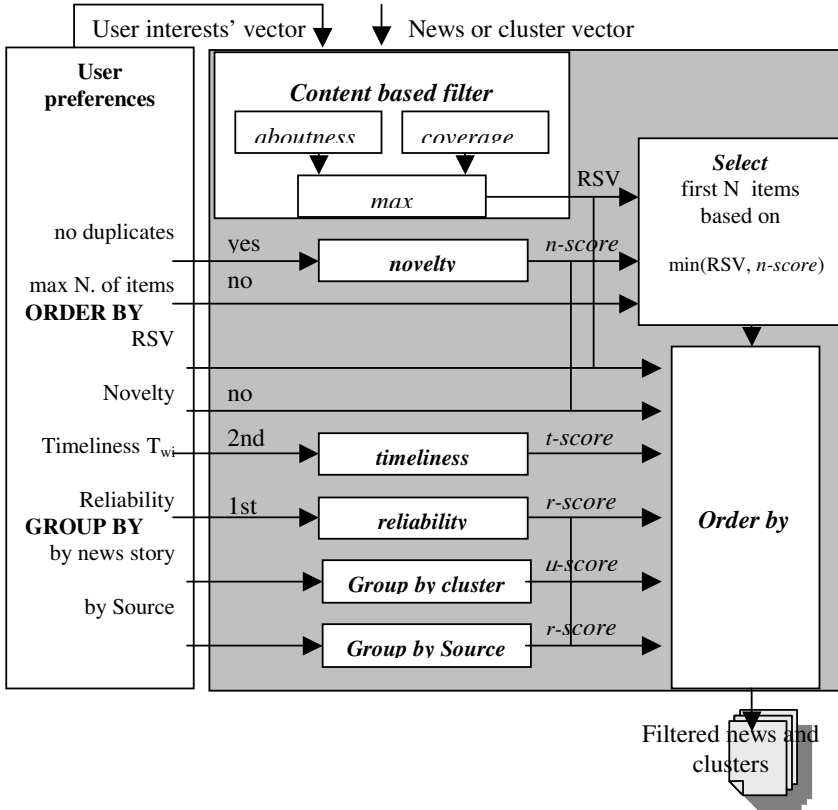 User interests' vector
News or cluster vector
User
preferences
Content based filter
aboutness
coverage
max
RSV
Select
first N items
based on
min(RSV, n-score)
no duplicates
yes
novelty
n-score
max N. of items
no
ORDER BY
RSV
Novelty
no
Timeliness Twi
2nd
timeliness
t-score
Reliability
1st
reliability
r-score
Order by
GROUP BY
by news story
Group by cluster
u-score
by Source
Group by Source
r-score
Filtered news and
clusters